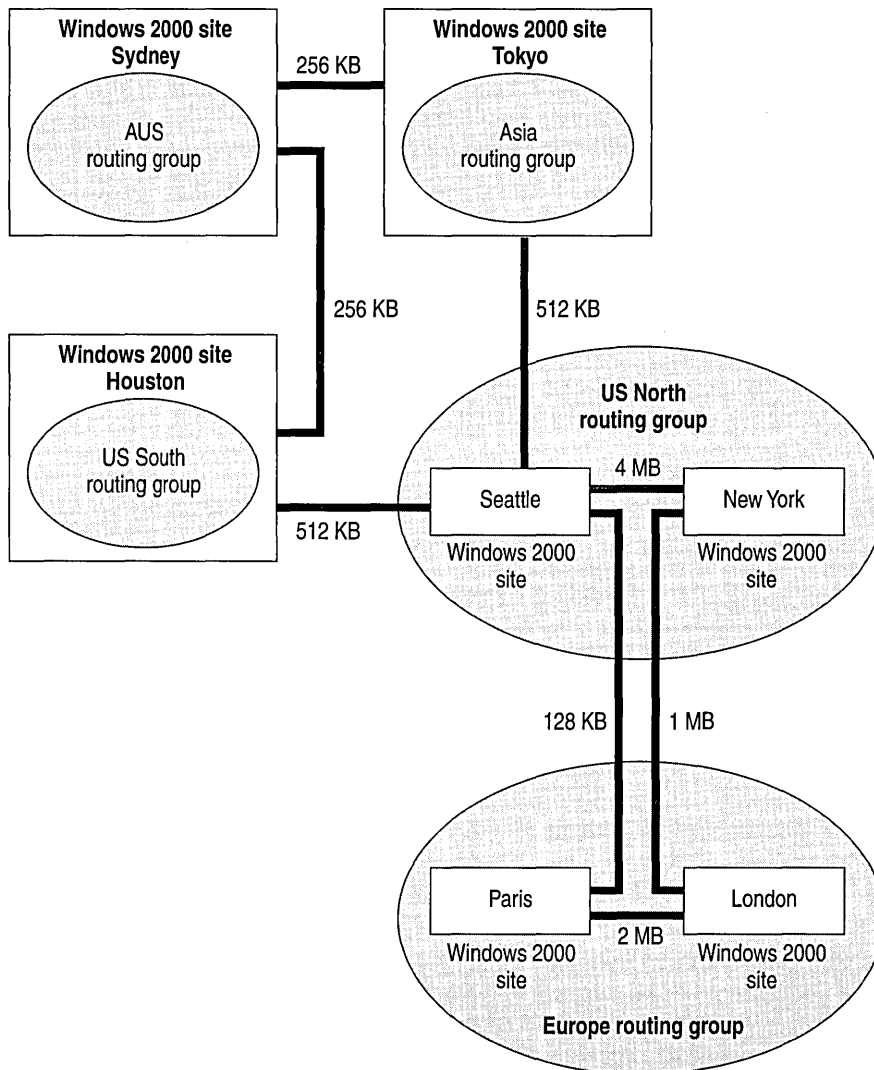 Windows 2000 site
Sydney
AUS
routing group
256 KB
Windows 2000 site
Tokyo
Asia
routing group
256 KB
512 KB
Windows 2000 site
Houston
US South
routing group
512 KB
US North
routing group
4 MB
Seattle
New York
Windows 2000
site
Windows 2000
site
128 KB
1 MB
Paris
London
2 MB
Windows 2000
site
Windows 2000
site
Europe routing group